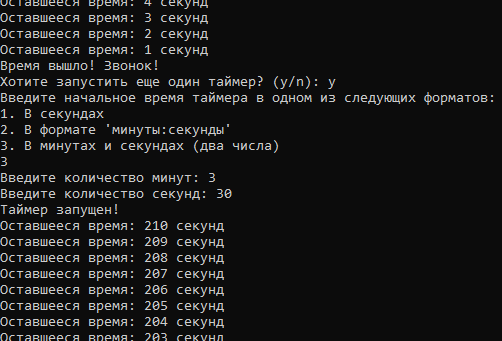 Оставшееся время: 4 секунд
Оставшееся время: 3 секунд
Оставшееся время: 2 секунд
Оставшееся время: 1 секунд
Время вышло! Звонок!
Хотите запустить еще один таймер? (y/n): y
Введите начальное время таймера в одном из следующих форматов:
1. В секундах
2. В формате 'минуты:секунды'
3. В минутах и секундах (два числа)
3
Введите количество минут: 3
Введите количество секунд: 30
Таймер запущен!
Оставшееся время: 210 секунд
Оставшееся время: 209 секунд
Оставшееся время: 208 секунд
Оставшееся время: 207 секунд
Оставшееся время: 206 секунд
Оставшееся время: 205 секунд
Оставшееся время: 204 секунд
Оставшееся время: 203 секунд